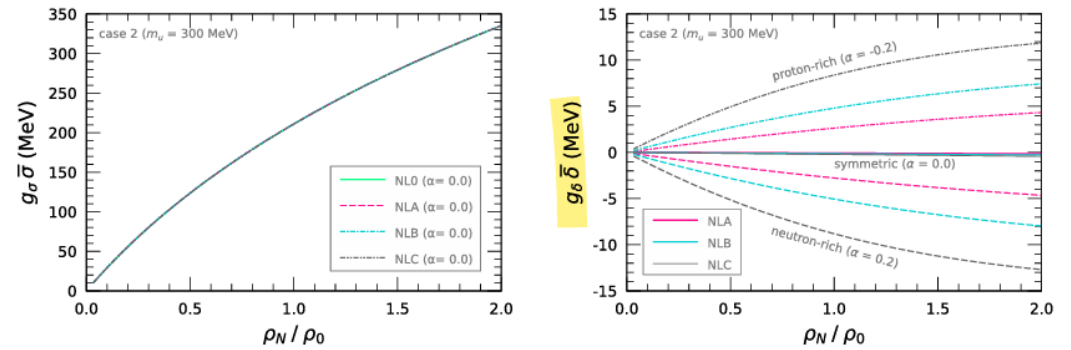 350
300
250
200
150
100
50
0
0.0 0.5 1.0 1.5 2.0
g_σ σ̅ (MeV)
ρ_N / ρ_0
case 2 (m_u = 300 MeV)
NL0 (α= 0.0)
NLA (α= 0.0)
NLB (α= 0.0)
NLC (α= 0.0)
15
10
5
0
−5
−10
−15
0.0 0.5 1.0 1.5 2.0
g_δ δ̅ (MeV)
ρ_N / ρ_0
case 2 (m_u = 300 MeV)
proton-rich (α = -0.2)
symmetric (α = 0.0)
neutron-rich (α = 0.2)
NLA
NLB
NLC